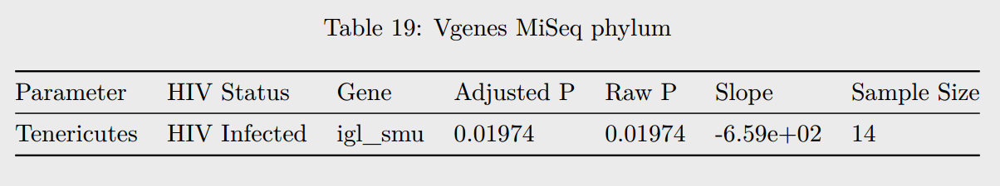 Table 19: Vgenes MiSeq phylum
Parameter HIV Status Gene Adjusted P Raw P Slope Sample Size
Tenericutes HIV Infected igl_smu 0.01974 0.01974 -6.59e+02 14